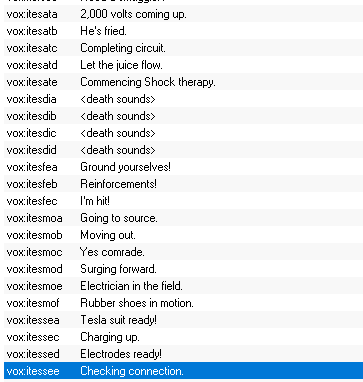 vox:itesata 2,000 volts coming up.
vox:itesatb He's fried.
vox:itesatc Completing circuit.
vox:itesatd Let the juice flow.
vox:itesate Commencing Shock therapy.
vox:itesdia <death sounds>
vox:itesdib <death sounds>
vox:itesdic <death sounds>
vox:itesdid <death sounds>
vox:itesfea Ground yourselves!
vox:itesfeb Reinforcements!
vox:itesfec I'm hit!
vox:itesmoa Going to source.
vox:itesmob Moving out.
vox:itesmoc Yes comrade.
vox:itesmod Surging forward.
vox:itesmoe Electrician in the field.
vox:itesmof Rubber shoes in motion.
vox:itessea Tesla suit ready!
vox:itessec Charging up.
vox:itessed Electrodes ready!
vox:itessee Checking connection.